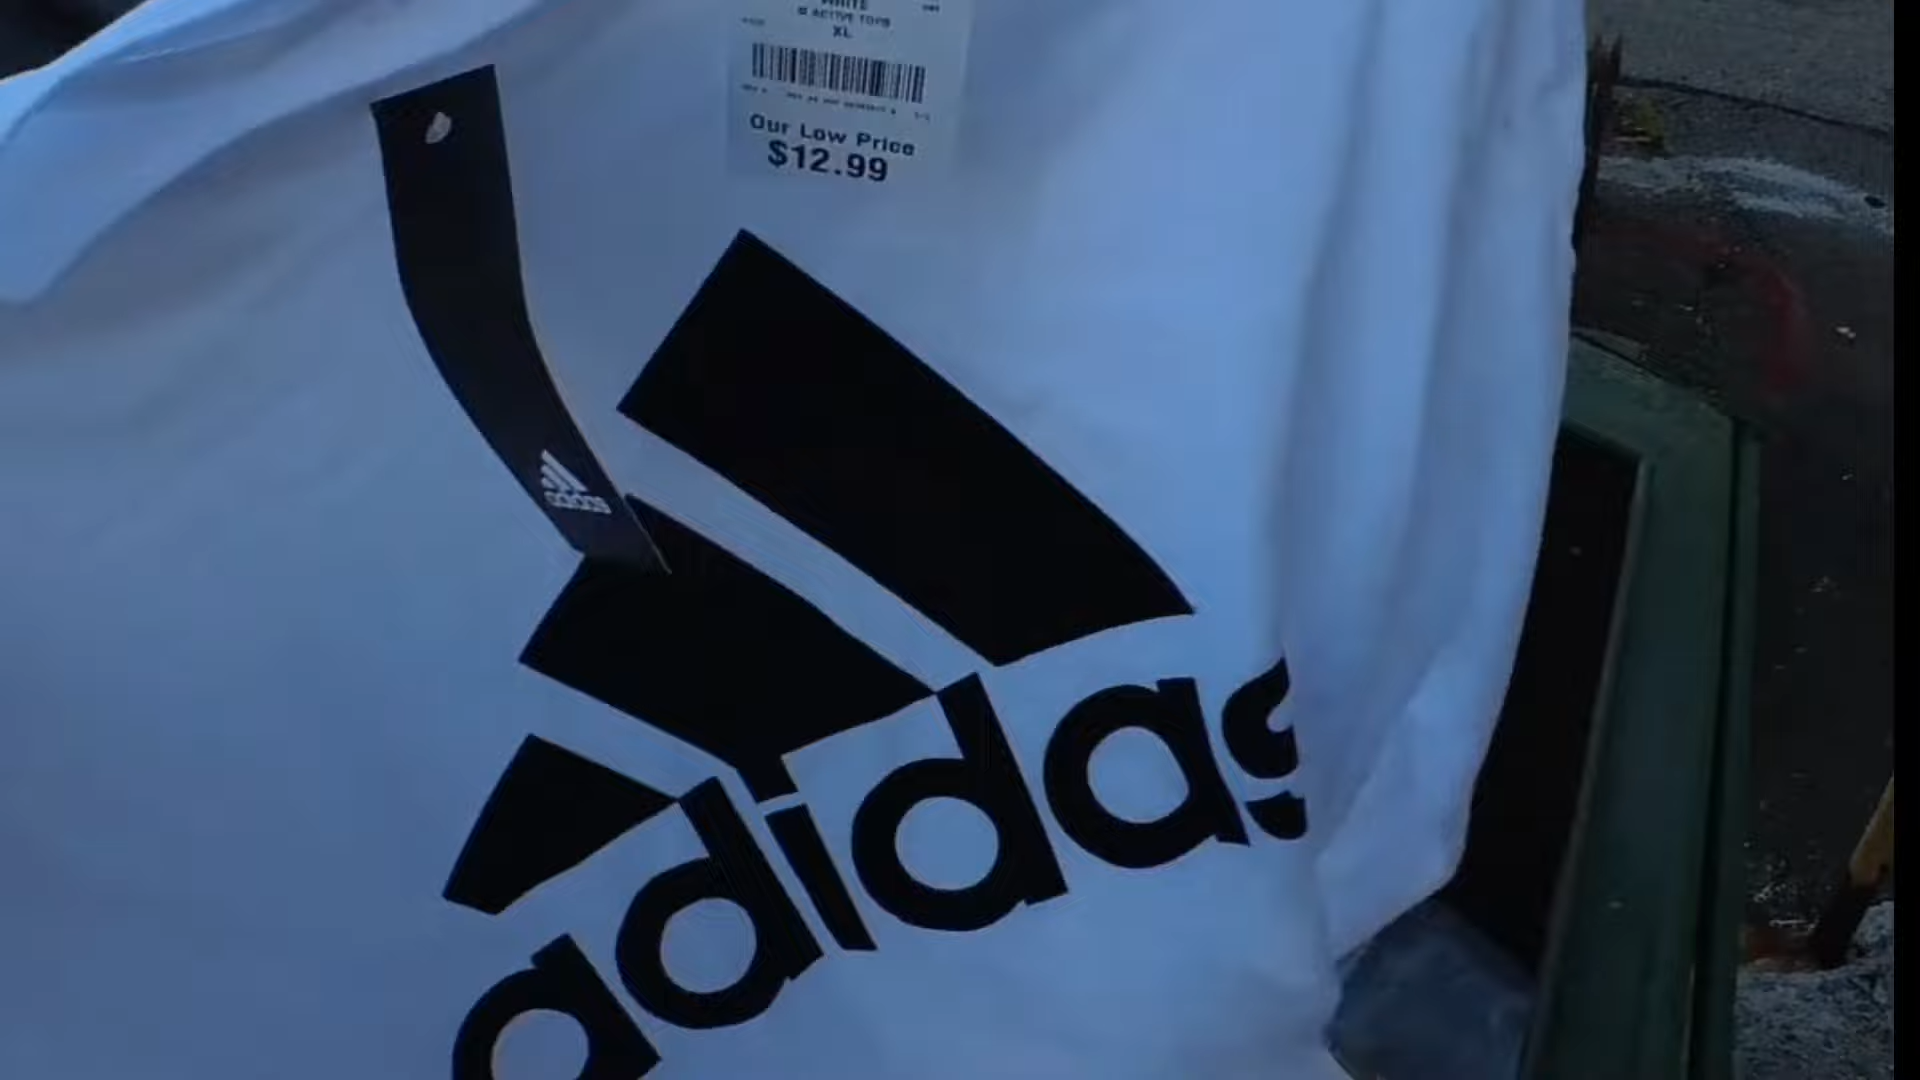 WHITE
ACTIVE TOPS
XL
Our Low Price
$12.99
adidas
adidas